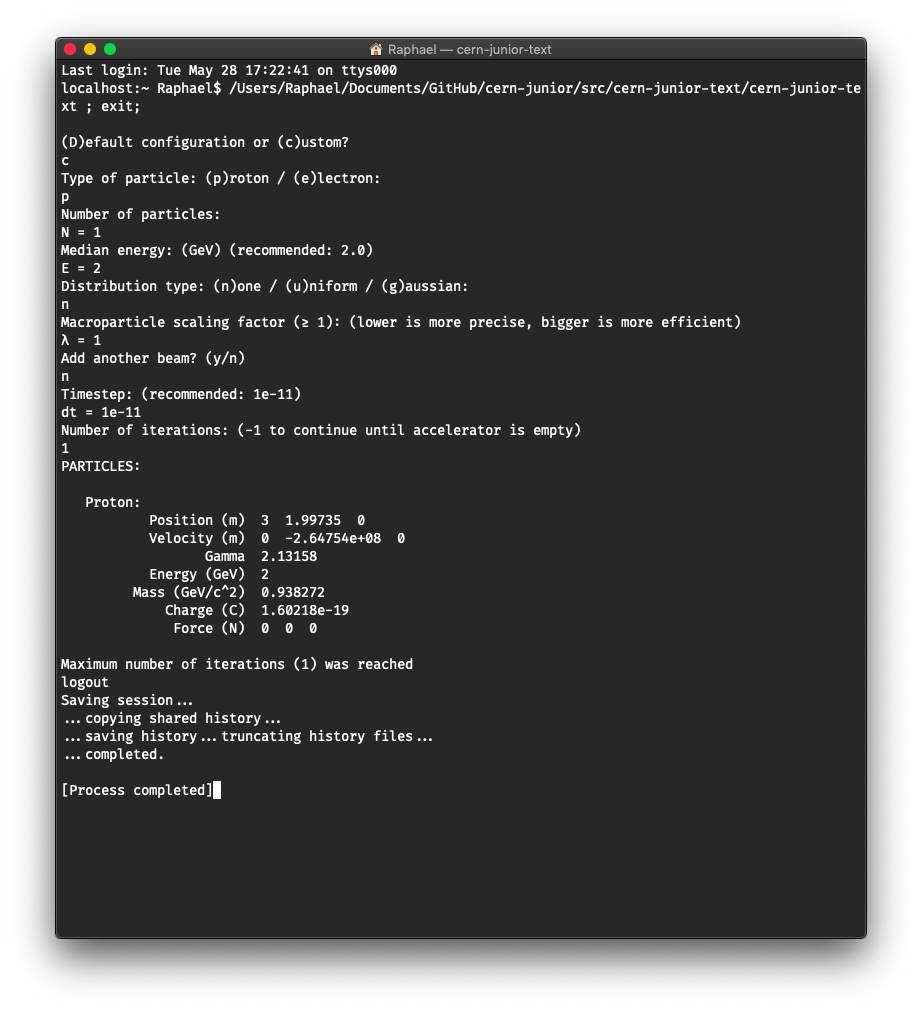 Raphael — cern-junior-text
Last login: Tue May 28 17:22:41 on ttys000
localhost:~ Raphael$ /Users/Raphael/Documents/GitHub/cern-junior/src/cern-junior-text/cern-junior-te
xt ; exit;
(D)efault configuration or (c)ustom?
c
Type of particle: (p)roton / (e)lectron:
p
Number of particles:
N = 1
Median energy: (GeV) (recommended: 2.0)
E = 2
Distribution type: (n)one / (u)niform / (g)aussian:
n
Macroparticle scaling factor (≥ 1): (lower is more precise, bigger is more efficient)
λ = 1
Add another beam? (y/n)
n
Timestep: (recommended: 1e-11)
dt = 1e-11
Number of iterations: (-1 to continue until accelerator is empty)
1
PARTICLES:
Proton:
Position (m)  3  1.99735  0
Velocity (m)  0  -2.64754e+08  0
Gamma  2.13158
Energy (GeV)  2
Mass (GeV/c^2)  0.938272
Charge (C)  1.60218e-19
Force (N)  0  0  0
Maximum number of iterations (1) was reached
logout
Saving session...
...copying shared history...
...saving history...truncating history files...
...completed.
[Process completed]